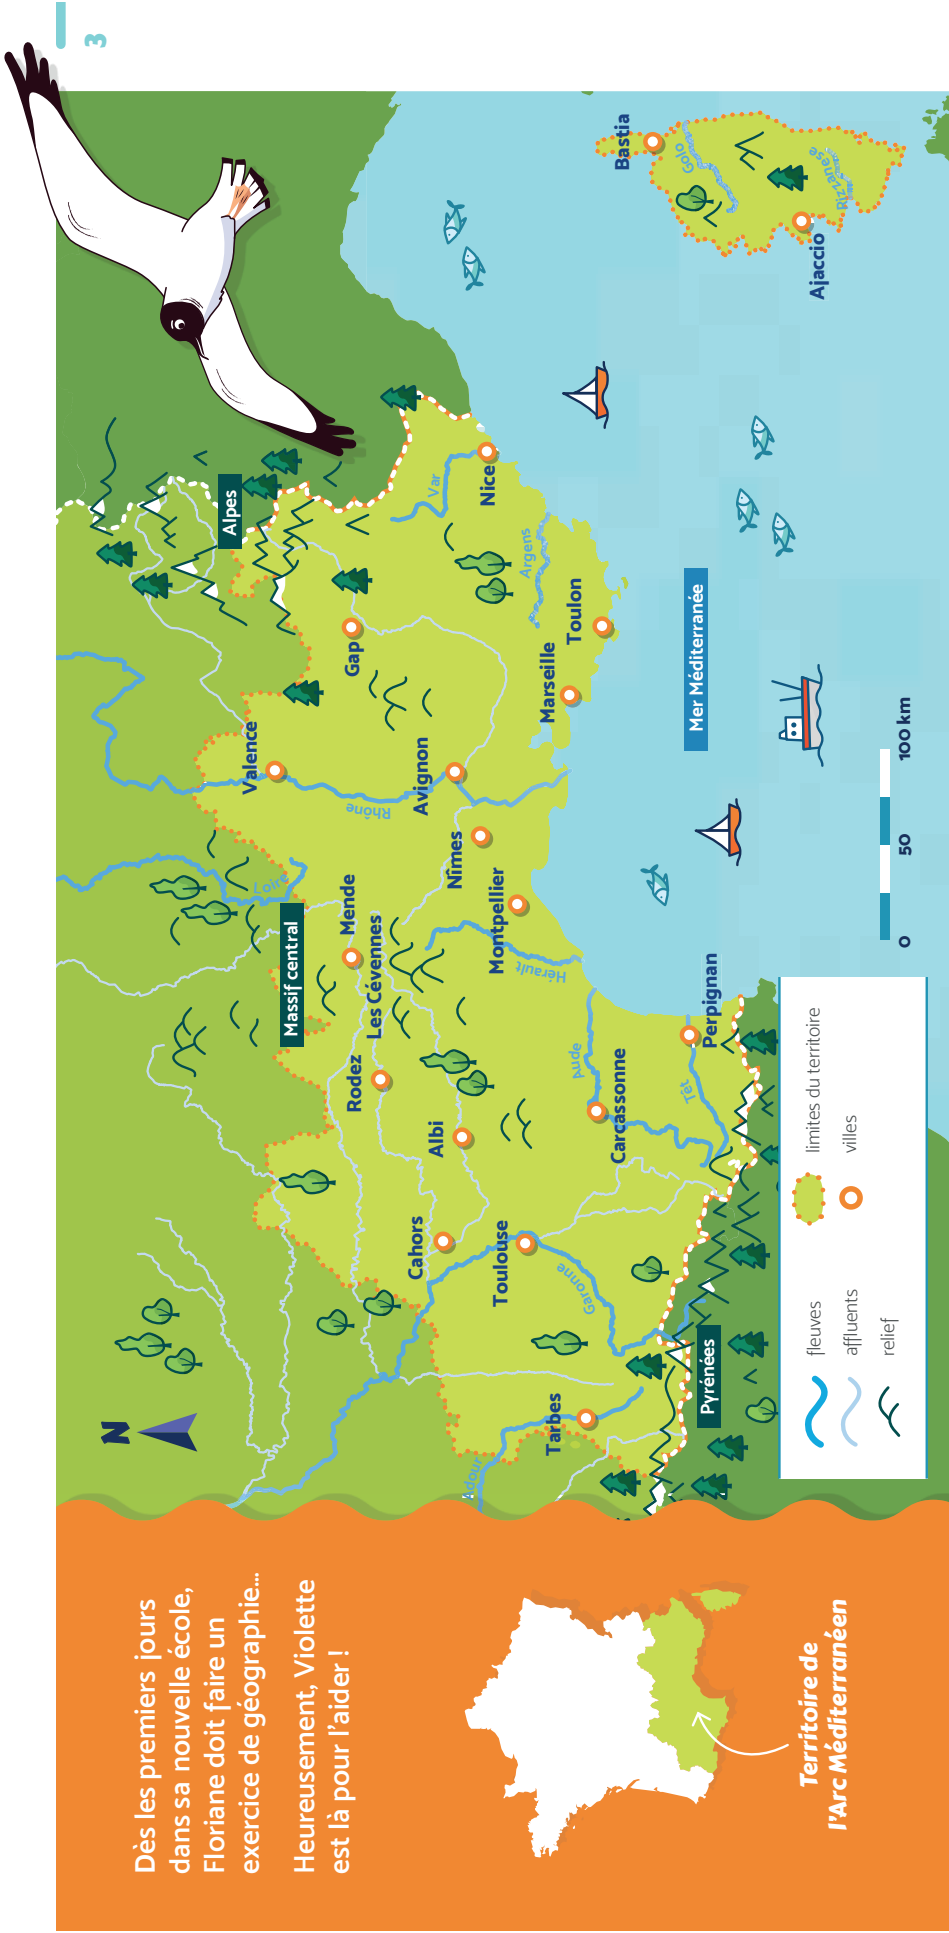 Dès les premiers jours
dans sa nouvelle école,
Floriane doit faire un
exercice de géographie...
Heureusement, Violette
est là pour l'aider !
Territoire de
l'Arc Méditerranéen
N
Alpes
Massif central
Pyrénées
Mer Méditerranée
Valence
Gap
Avignon
Nîmes
Mende
Les Cévennes
Montpellier
Rodez
Albi
Cahors
Toulouse
Tarbes
Carcassonne
Perpignan
Marseille
Toulon
Nice
Bastia
Ajaccio
Loire
Rhône
Var
Argens
Hérault
Aude
Têt
Garonne
Adour
Golo
Rizzanese
fleuves
affluents
relief
limites du territoire
villes
0
50
100 km
3